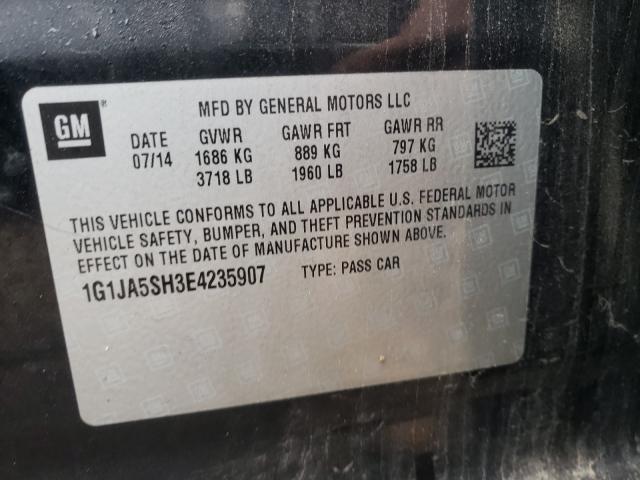 GM®
MFD BY GENERAL MOTORS LLC
DATE GVWR GAWR FRT GAWR RR
07/14 1686 KG 889 KG 797 KG
3718 LB 1960 LB 1758 LB
THIS VEHICLE CONFORMS TO ALL APPLICABLE U.S. FEDERAL MOTOR
VEHICLE SAFETY, BUMPER, AND THEFT PREVENTION STANDARDS IN
EFFECT ON THE DATE OF MANUFACTURE SHOWN ABOVE.
1G1JA5SH3E4235907 TYPE: PASS CAR